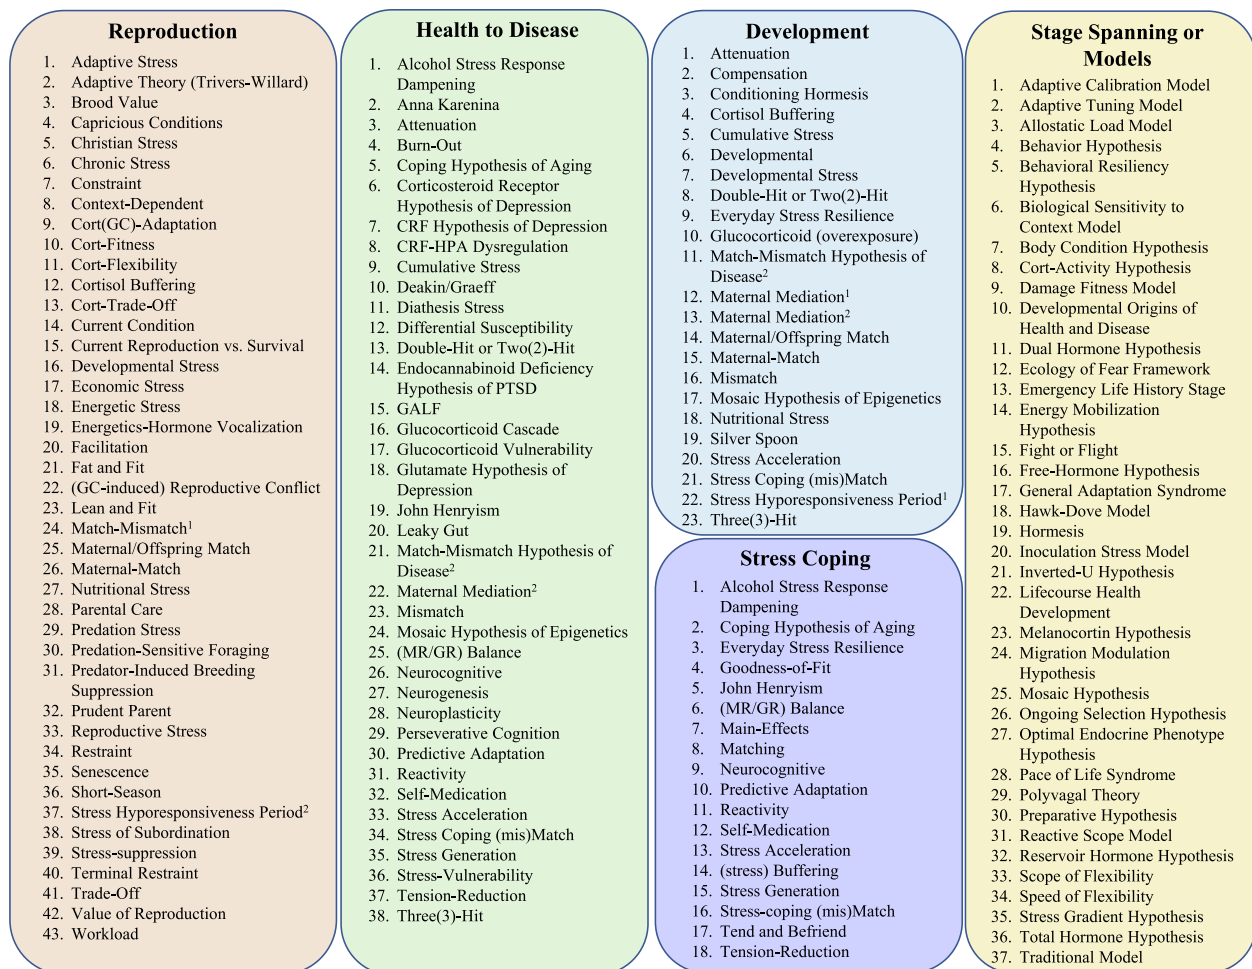 Reproduction
1. Adaptive Stress
2. Adaptive Theory (Trivers-Willard)
3. Brood Value
4. Capricious Conditions
5. Christian Stress
6. Chronic Stress
7. Constraint
8. Context-Dependent
9. Cort(GC)-Adaptation
10. Cort-Fitness
11. Cort-Flexibility
12. Cortisol Buffering
13. Cort-Trade-Off
14. Current Condition
15. Current Reproduction vs. Survival
16. Developmental Stress
17. Economic Stress
18. Energetic Stress
19. Energetics-Hormone Vocalization
20. Facilitation
21. Fat and Fit
22. (GC-induced) Reproductive Conflict
23. Lean and Fit
24. Match-Mismatch¹
25. Maternal/Offspring Match
26. Maternal-Match
27. Nutritional Stress
28. Parental Care
29. Predation Stress
30. Predation-Sensitive Foraging
31. Predator-Induced Breeding
Suppression
32. Prudent Parent
33. Reproductive Stress
34. Restraint
35. Senescence
36. Short-Season
37. Stress Hyporesponsiveness Period²
38. Stress of Subordination
39. Stress-suppression
40. Terminal Restraint
41. Trade-Off
42. Value of Reproduction
43. Workload
Health to Disease
1. Alcohol Stress Response
Dampening
2. Anna Karenina
3. Attenuation
4. Burn-Out
5. Coping Hypothesis of Aging
6. Corticosteroid Receptor
Hypothesis of Depression
7. CRF Hypothesis of Depression
8. CRF-HPA Dysregulation
9. Cumulative Stress
10. Deakin/Graeff
11. Diathesis Stress
12. Differential Susceptibility
13. Double-Hit or Two(2)-Hit
14. Endocannabinoid Deficiency
Hypothesis of PTSD
15. GALF
16. Glucocorticoid Cascade
17. Glucocorticoid Vulnerability
18. Glutamate Hypothesis of
Depression
19. John Henryism
20. Leaky Gut
21. Match-Mismatch Hypothesis of
Disease²
22. Maternal Mediation²
23. Mismatch
24. Mosaic Hypothesis of Epigenetics
25. (MR/GR) Balance
26. Neurocognitive
27. Neurogenesis
28. Neuroplasticity
29. Perseverative Cognition
30. Predictive Adaptation
31. Reactivity
32. Self-Medication
33. Stress Acceleration
34. Stress Coping (mis)Match
35. Stress Generation
36. Stress-Vulnerability
37. Tension-Reduction
38. Three(3)-Hit
Development
1. Attenuation
2. Compensation
3. Conditioning Hormesis
4. Cortisol Buffering
5. Cumulative Stress
6. Developmental
7. Developmental Stress
8. Double-Hit or Two(2)-Hit
9. Everyday Stress Resilience
10. Glucocorticoid (overexposure)
11. Match-Mismatch Hypothesis of
Disease²
12. Maternal Mediation¹
13. Maternal Mediation²
14. Maternal/Offspring Match
15. Maternal-Match
16. Mismatch
17. Mosaic Hypothesis of Epigenetics
18. Nutritional Stress
19. Silver Spoon
20. Stress Acceleration
21. Stress Coping (mis)Match
22. Stress Hyporesponsiveness Period¹
23. Three(3)-Hit
Stress Coping
1. Alcohol Stress Response
Dampening
2. Coping Hypothesis of Aging
3. Everyday Stress Resilience
4. Goodness-of-Fit
5. John Henryism
6. (MR/GR) Balance
7. Main-Effects
8. Matching
9. Neurocognitive
10. Predictive Adaptation
11. Reactivity
12. Self-Medication
13. Stress Acceleration
14. (stress) Buffering
15. Stress Generation
16. Stress-coping (mis)Match
17. Tend and Befriend
18. Tension-Reduction
Stage Spanning or
Models
1. Adaptive Calibration Model
2. Adaptive Tuning Model
3. Allostatic Load Model
4. Behavior Hypothesis
5. Behavioral Resiliency
Hypothesis
6. Biological Sensitivity to
Context Model
7. Body Condition Hypothesis
8. Cort-Activity Hypothesis
9. Damage Fitness Model
10. Developmental Origins of
Health and Disease
11. Dual Hormone Hypothesis
12. Ecology of Fear Framework
13. Emergency Life History Stage
14. Energy Mobilization
Hypothesis
15. Fight or Flight
16. Free-Hormone Hypothesis
17. General Adaptation Syndrome
18. Hawk-Dove Model
19. Hormesis
20. Inoculation Stress Model
21. Inverted-U Hypothesis
22. Lifecourse Health
Development
23. Melanocortin Hypothesis
24. Migration Modulation
Hypothesis
25. Mosaic Hypothesis
26. Ongoing Selection Hypothesis
27. Optimal Endocrine Phenotype
Hypothesis
28. Pace of Life Syndrome
29. Polyvagal Theory
30. Preparative Hypothesis
31. Reactive Scope Model
32. Reservoir Hormone Hypothesis
33. Scope of Flexibility
34. Speed of Flexibility
35. Stress Gradient Hypothesis
36. Total Hormone Hypothesis
37. Traditional Model